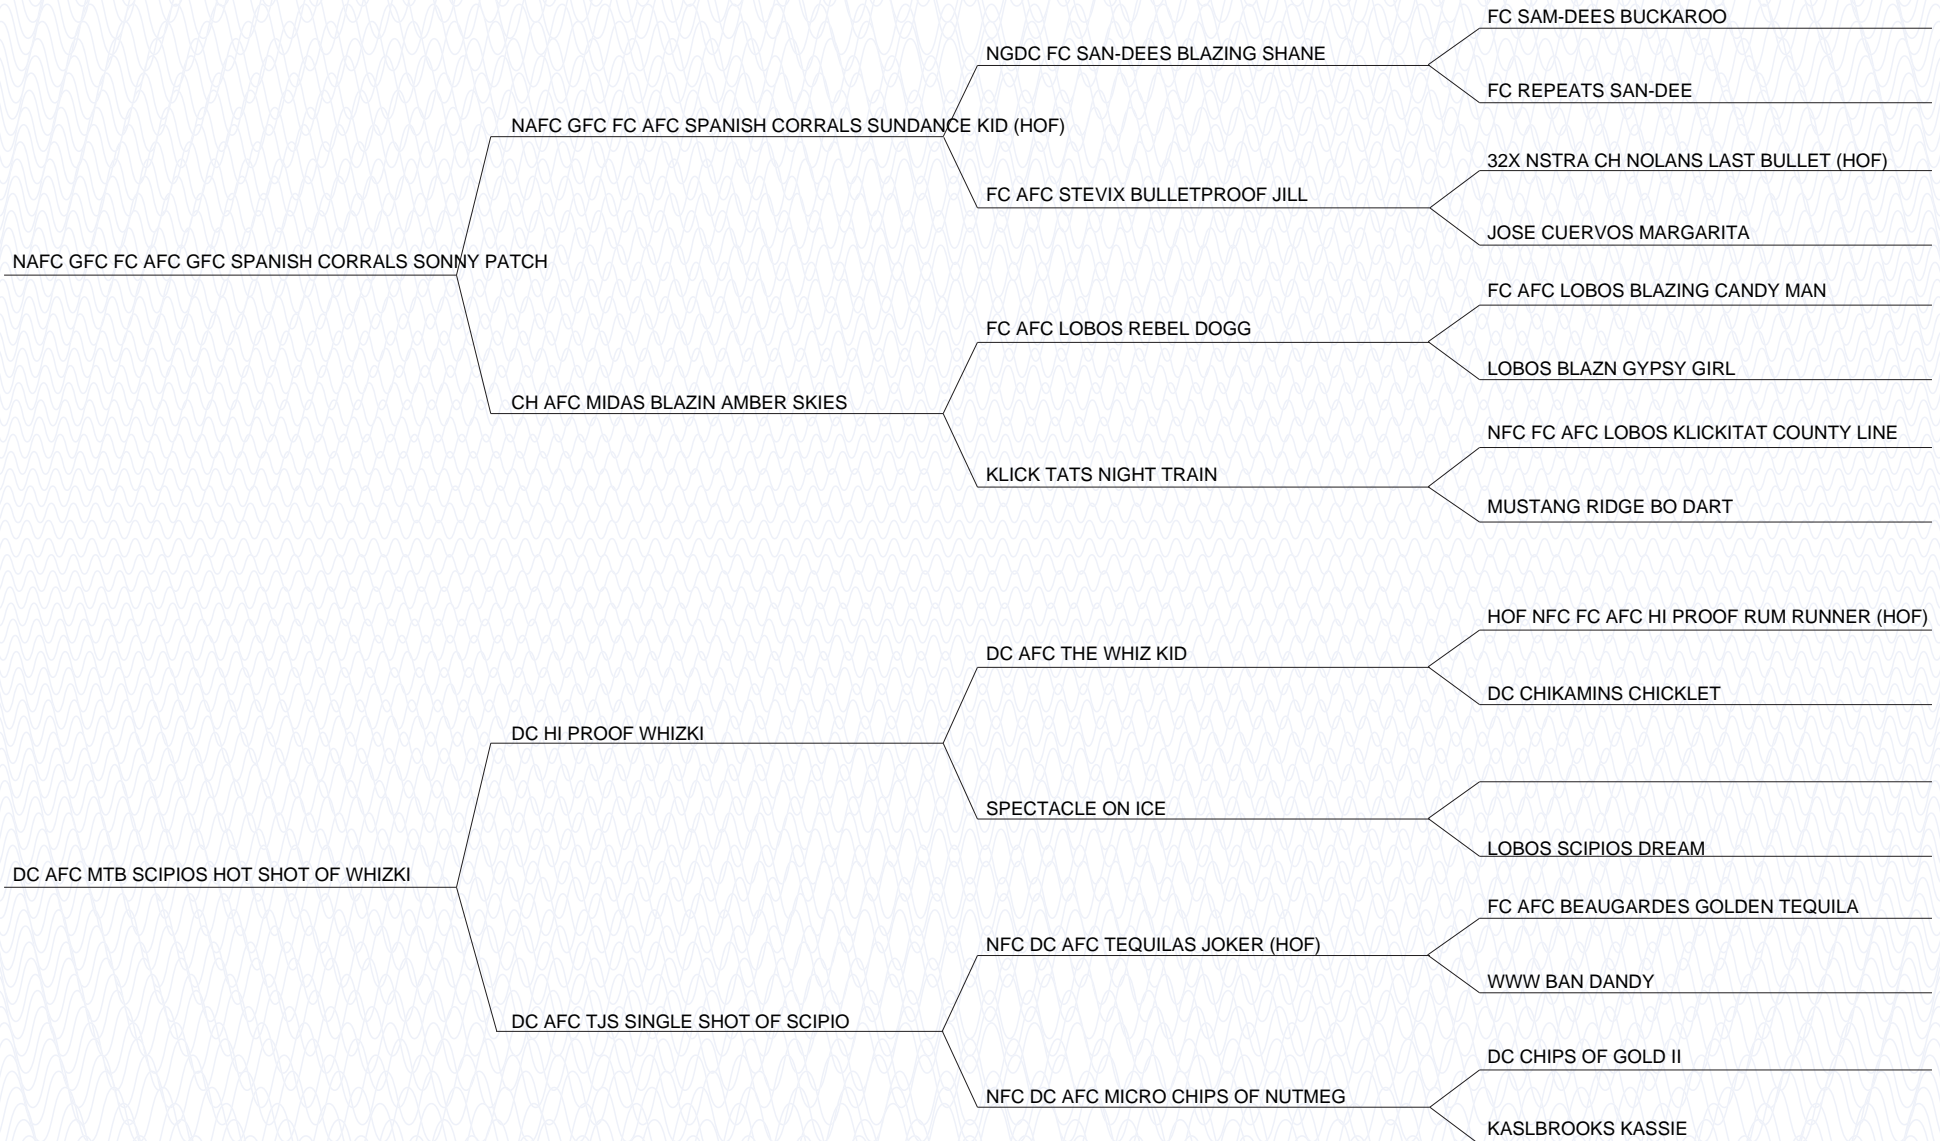 FC SAM-DEES BUCKAROO
NGDC FC SAN-DEES BLAZING SHANE
FC REPEATS SAN-DEE
NAFC GFC FC AFC SPANISH CORRALS SUNDANCE KID (HOF)
32X NSTRA CH NOLANS LAST BULLET (HOF)
FC AFC STEVIX BULLETPROOF JILL
JOSE CUERVOS MARGARITA
NAFC GFC FC AFC GFC SPANISH CORRALS SONNY PATCH
FC AFC LOBOS BLAZING CANDY MAN
FC AFC LOBOS REBEL DOGG
LOBOS BLAZN GYPSY GIRL
CH AFC MIDAS BLAZIN AMBER SKIES
NFC FC AFC LOBOS KLICKITAT COUNTY LINE
KLICK TATS NIGHT TRAIN
MUSTANG RIDGE BO DART
HOF NFC FC AFC HI PROOF RUM RUNNER (HOF)
DC AFC THE WHIZ KID
DC CHIKAMINS CHICKLET
DC HI PROOF WHIZKI
SPECTACLE ON ICE
LOBOS SCIPIOS DREAM
DC AFC MTB SCIPIOS HOT SHOT OF WHIZKI
FC AFC BEAUGARDES GOLDEN TEQUILA
NFC DC AFC TEQUILAS JOKER (HOF)
WWW BAN DANDY
DC AFC TJS SINGLE SHOT OF SCIPIO
DC CHIPS OF GOLD II
NFC DC AFC MICRO CHIPS OF NUTMEG
KASLBROOKS KASSIE